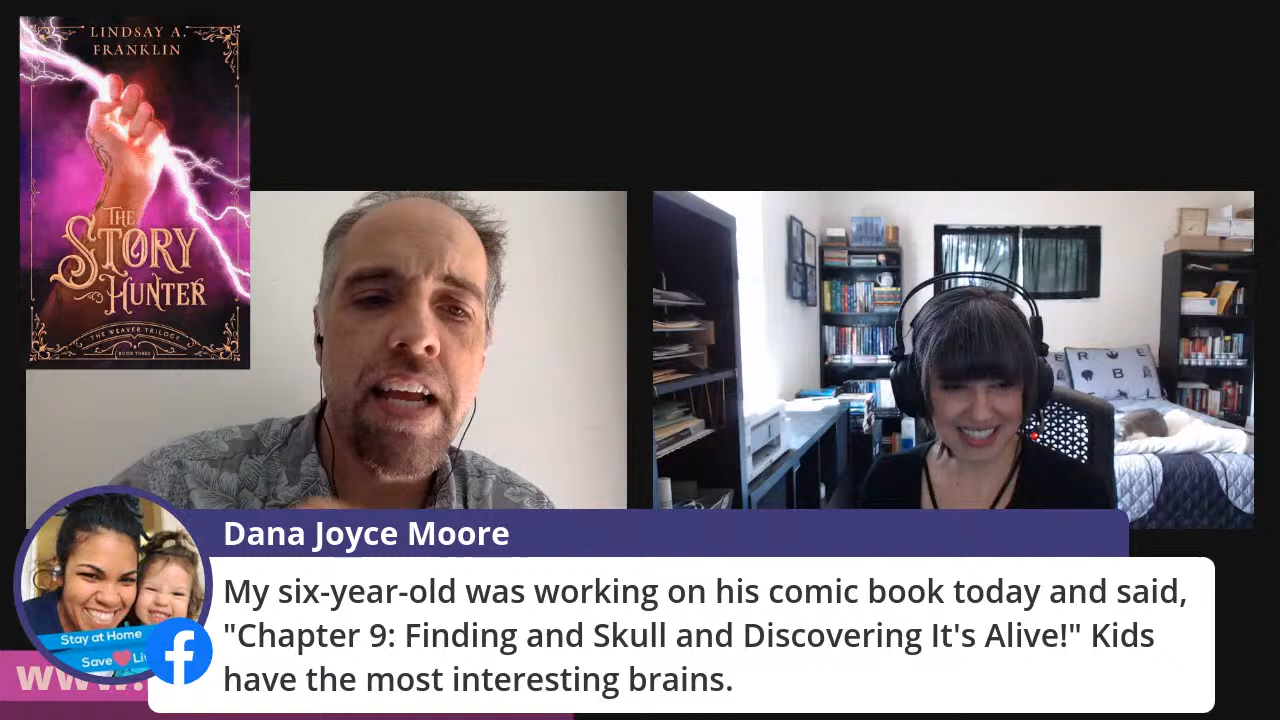 LINDSAY A.
FRANKLIN
THE
STORY
HUNTER
THE WEAVER TRILOGY
BOOK THREE
Dana Joyce Moore
My six-year-old was working on his comic book today and said,
"Chapter 9: Finding and Skull and Discovering It's Alive!" Kids
have the most interesting brains.
Stay at Home
Save
www.